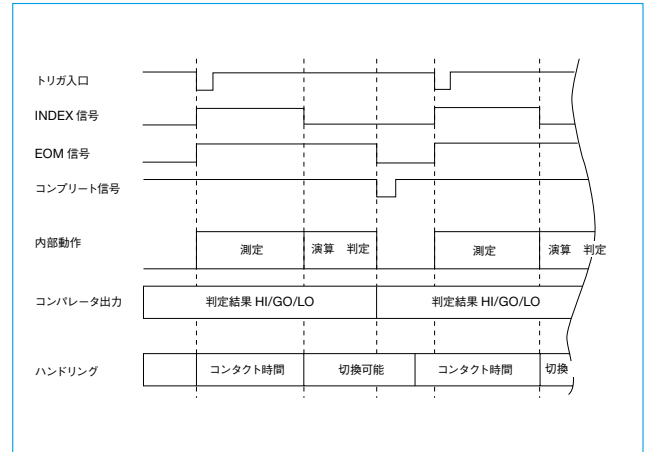 トリガ入口
INDEX 信号
EOM 信号
コンプリート信号
内部動作
測定
演算 判定
測定
演算 判定
コンパレータ出力
判定結果 HI/GO/LO
判定結果 HI/GO/LO
ハンドリング
コンタクト時間
切換可能
コンタクト時間
切換